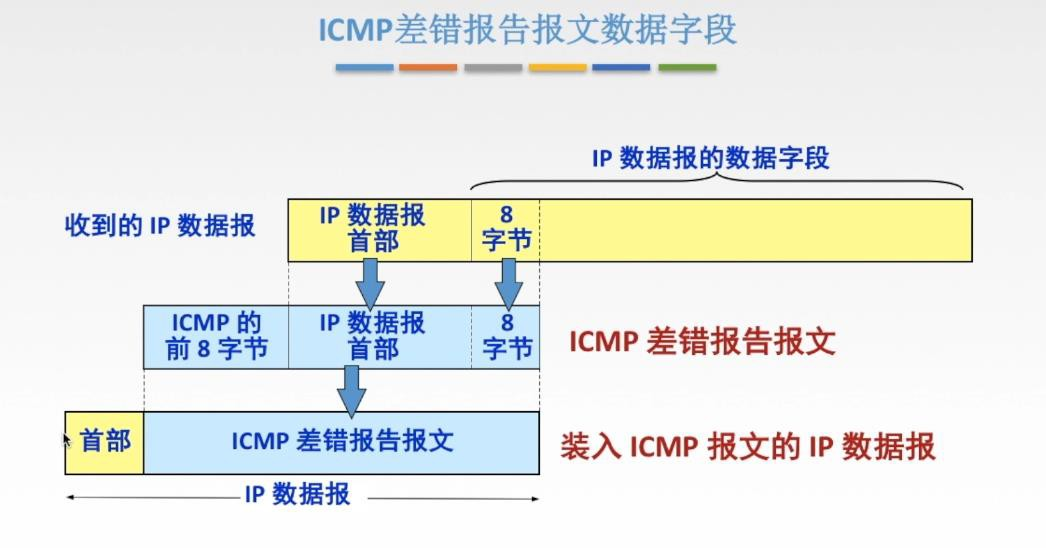 ICMP差错报告报文数据字段
IP 数据报的数据字段
收到的 IP 数据报
IP 数据报
首部
8
字节
ICMP 的
前 8 字节
IP 数据报
首部
8
字节
ICMP 差错报告报文
首部
ICMP 差错报告报文
装入 ICMP 报文的 IP 数据报
IP 数据报